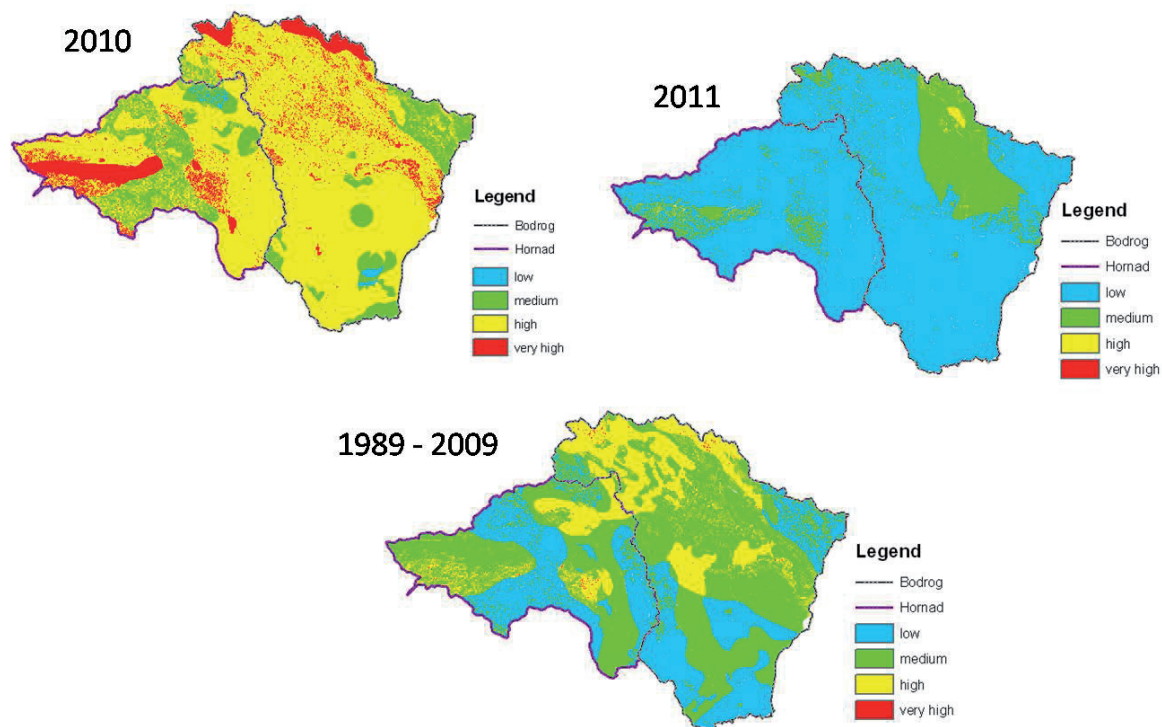 2010
Legend
Bodrog
Hornad
low
medium
high
very high
2011
Legend
Bodrog
Hornad
low
medium
high
very high
1989 - 2009
Legend
Bodrog
Hornad
low
medium
high
very high